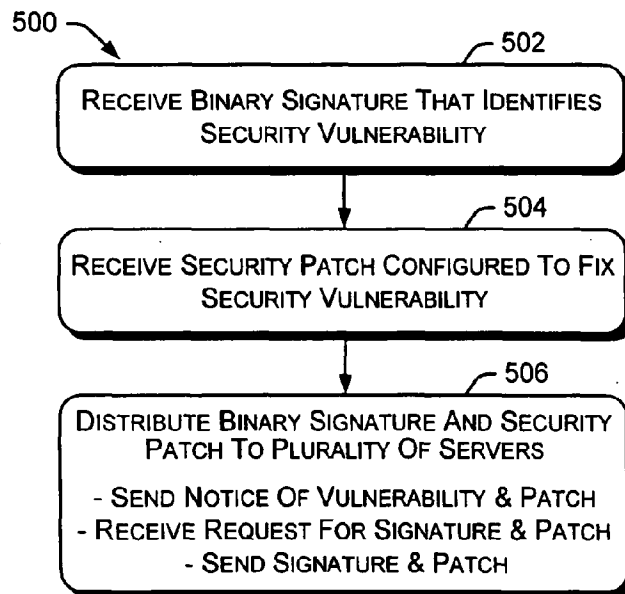 500
502
RECEIVE BINARY SIGNATURE THAT IDENTIFIES
SECURITY VULNERABILITY
504
RECEIVE SECURITY PATCH CONFIGURED TO FIX
SECURITY VULNERABILITY
506
DISTRIBUTE BINARY SIGNATURE AND SECURITY
PATCH TO PLURALITY OF SERVERS
- SEND NOTICE OF VULNERABILITY & PATCH
- RECEIVE REQUEST FOR SIGNATURE & PATCH
- SEND SIGNATURE & PATCH